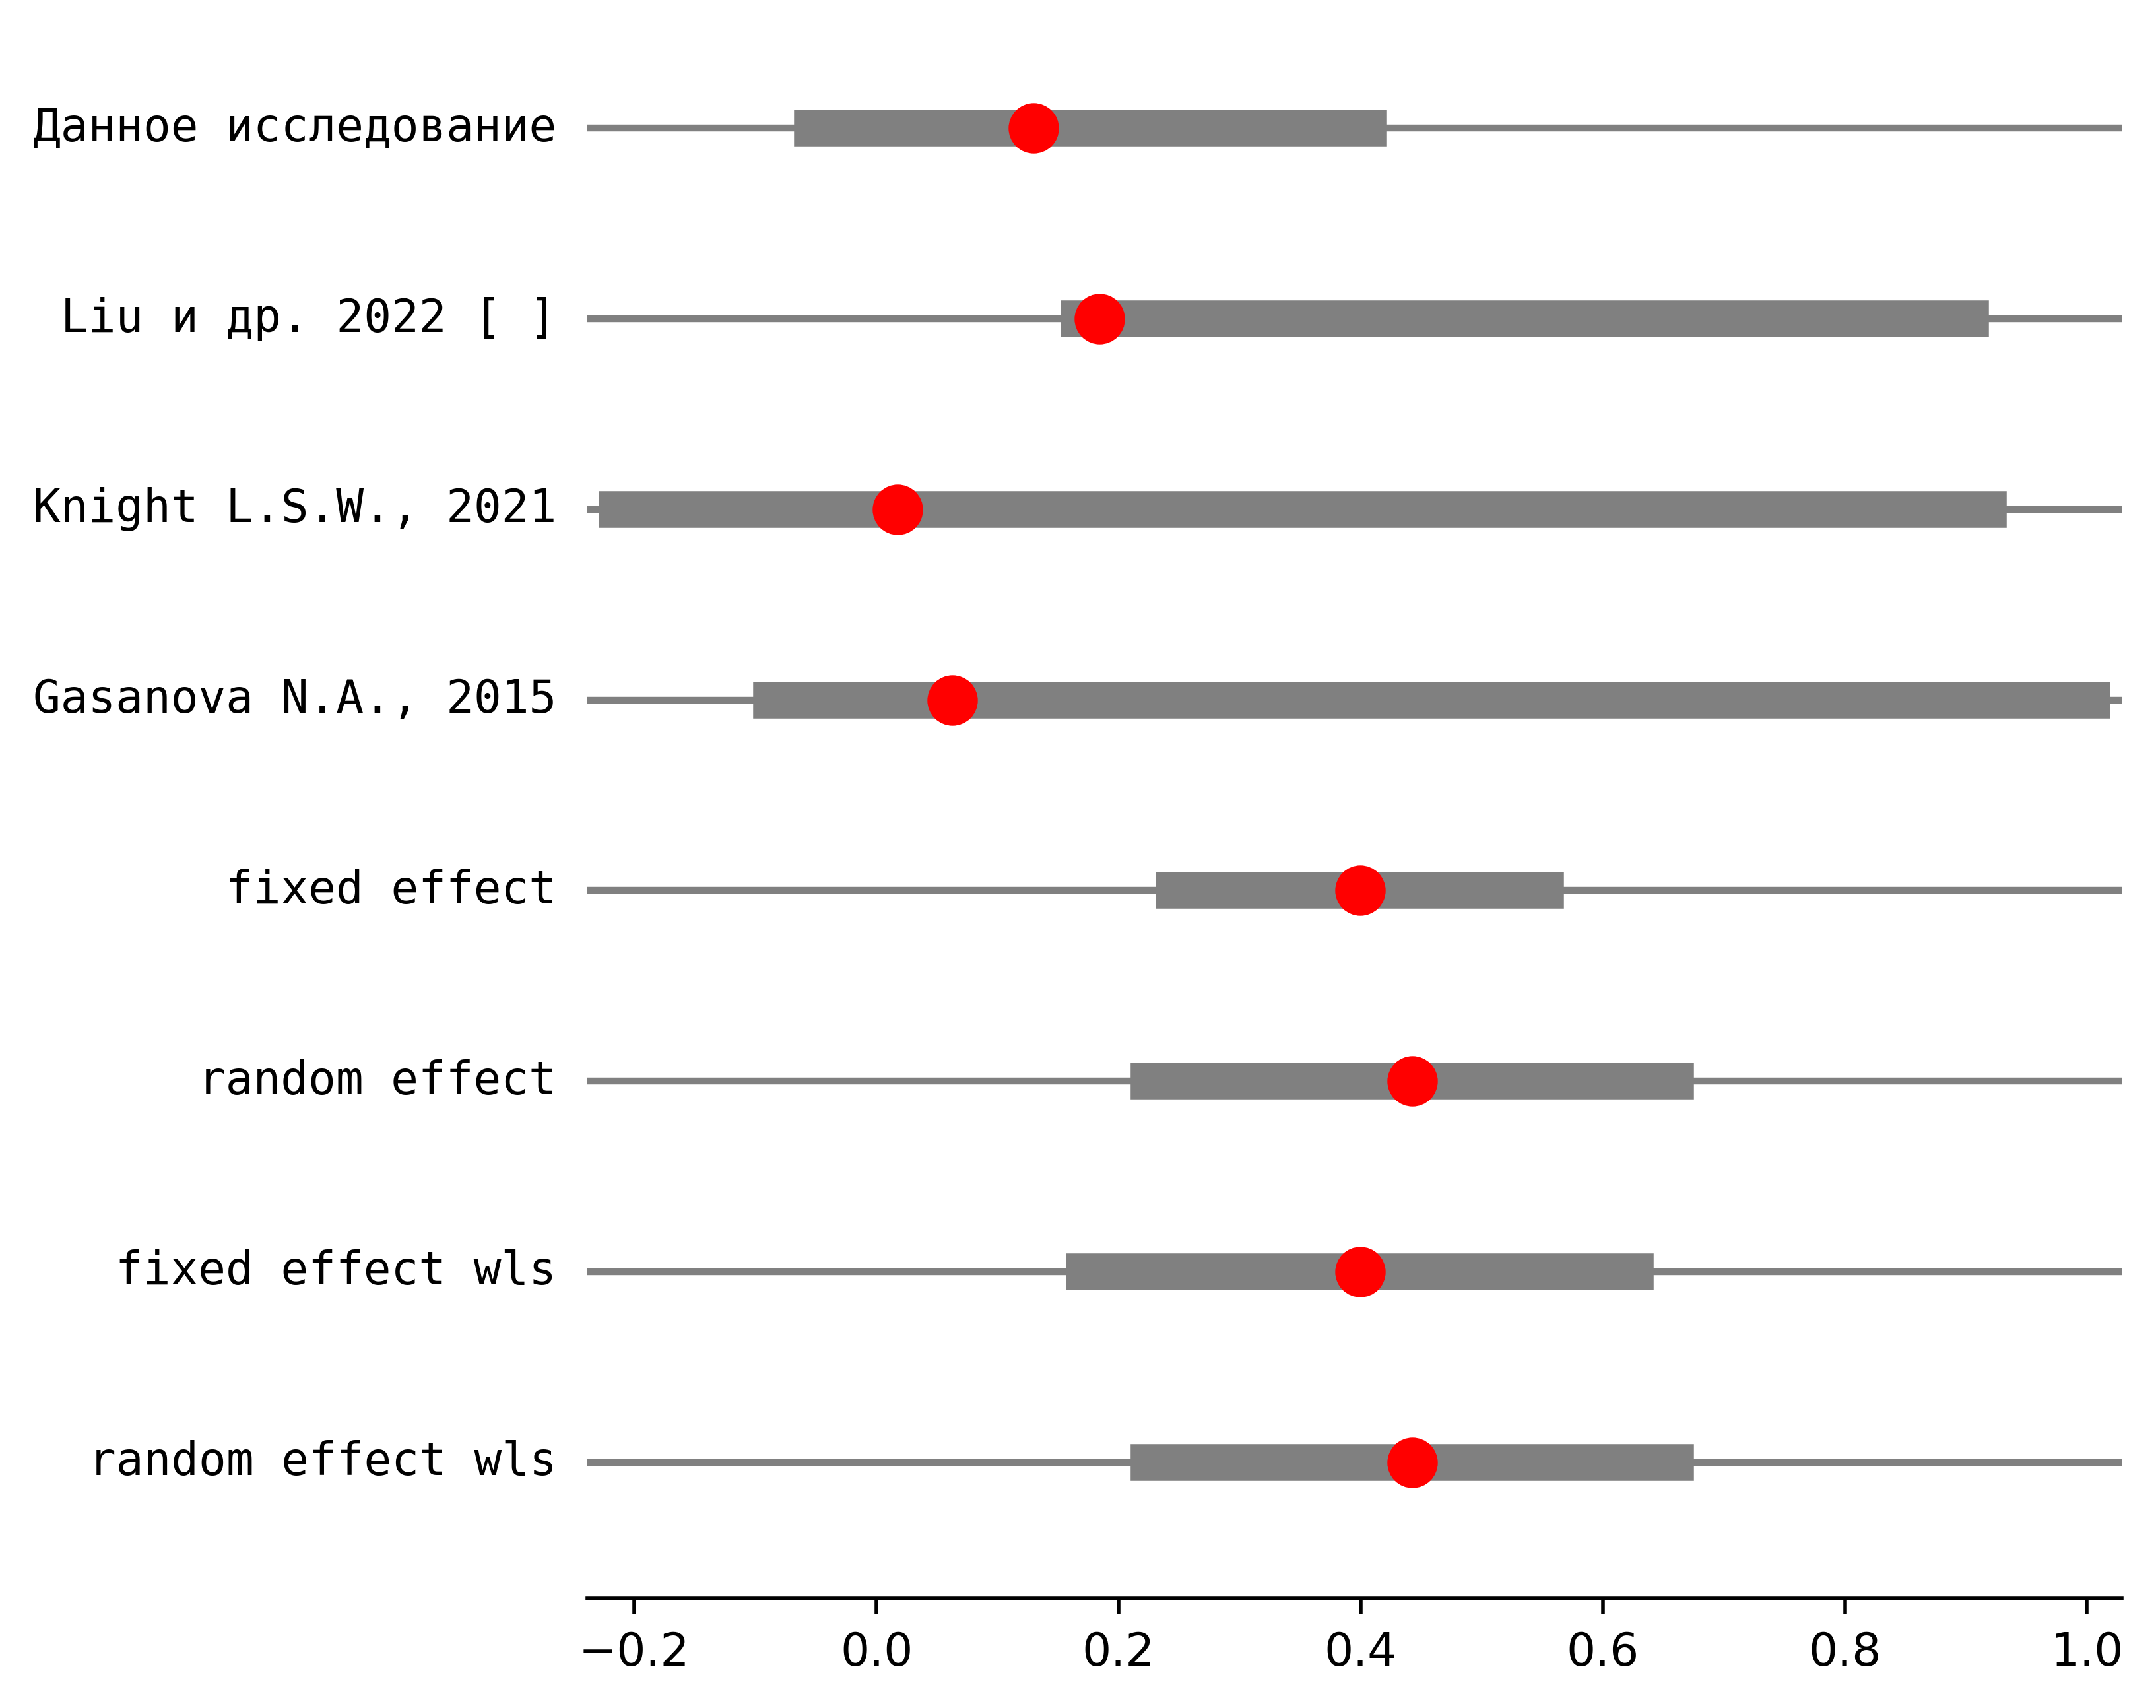 Данное исследование
Liu и др. 2022 [ ]
Knight L.S.W., 2021
Gasanova N.A., 2015
fixed effect
random effect
fixed effect wls
random effect wls
−0.2 0.0 0.2 0.4 0.6 0.8 1.0